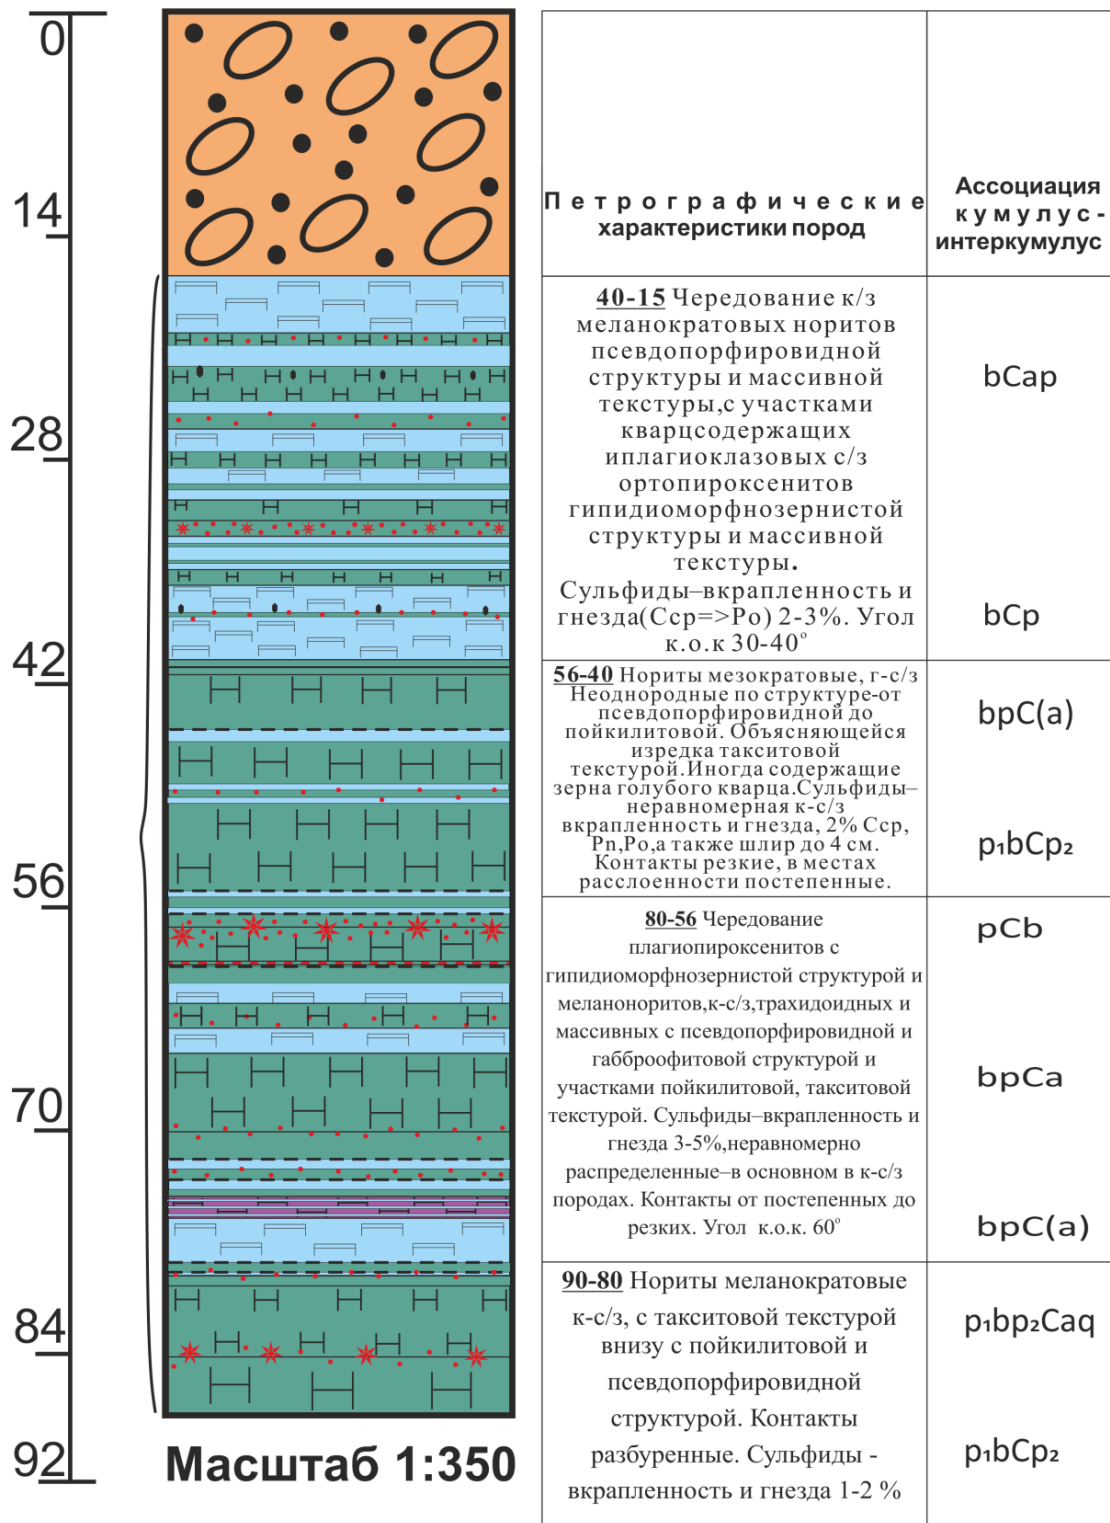 0
14
28
42
56
70
84
92
Масштаб 1:350
Петрографические
характеристики пород
Ассоциация
кумулус-
интеркумулус
40-15 Чередование к/з
меланократовых норитов
псевдопорфировидной
структуры и массивной
текстуры,с участками
кварцсодержащих
иплагиоклазовых с/з
ортопироксенитов
гипидиоморфнозернистой
структуры и массивной
текстуры.
Сульфиды–вкрапленность и
гнезда(Ccp=>Po) 2-3%. Угол
к.о.к 30-40°
bCap
bCp
56-40 Нориты мезократовые, г-с/з
Неоднородные по структуре-от
псевдопорфировидной до
пойкилитовой. Объясняющейся
изредка такситовой
текстурой.Иногда содержащие
зерна голубого кварца.Сульфиды–
неравномерная к-с/з
вкрапленность и гнезда, 2% Ccp,
Pn,Po,а также шлир до 4 см.
Контакты резкие, в местах
расслоенности постепенные.
bpC(a)
p₁bCp₂
80-56 Чередование
плагиопироксенитов с
гипидиоморфнозернистой структурой и
меланоноритов,к-с/з,трахидоидных и
массивных с псевдопорфировидной и
габброофитовой структурой и
участками пойкилитовой, такситовой
текстурой. Сульфиды–вкрапленность и
гнезда 3-5%,неравномерно
распределенные–в основном в к-с/з
породах. Контакты от постепенных до
резких. Угол к.о.к. 60°
pCb
bpCa
bpC(a)
90-80 Нориты меланократовые
к-с/з, с такситовой текстурой
внизу с пойкилитовой и
псевдопорфировидной
структурой. Контакты
разбуренные. Сульфиды -
вкрапленность и гнезда 1-2 %
p₁bp₂Caq
p₁bCp₂